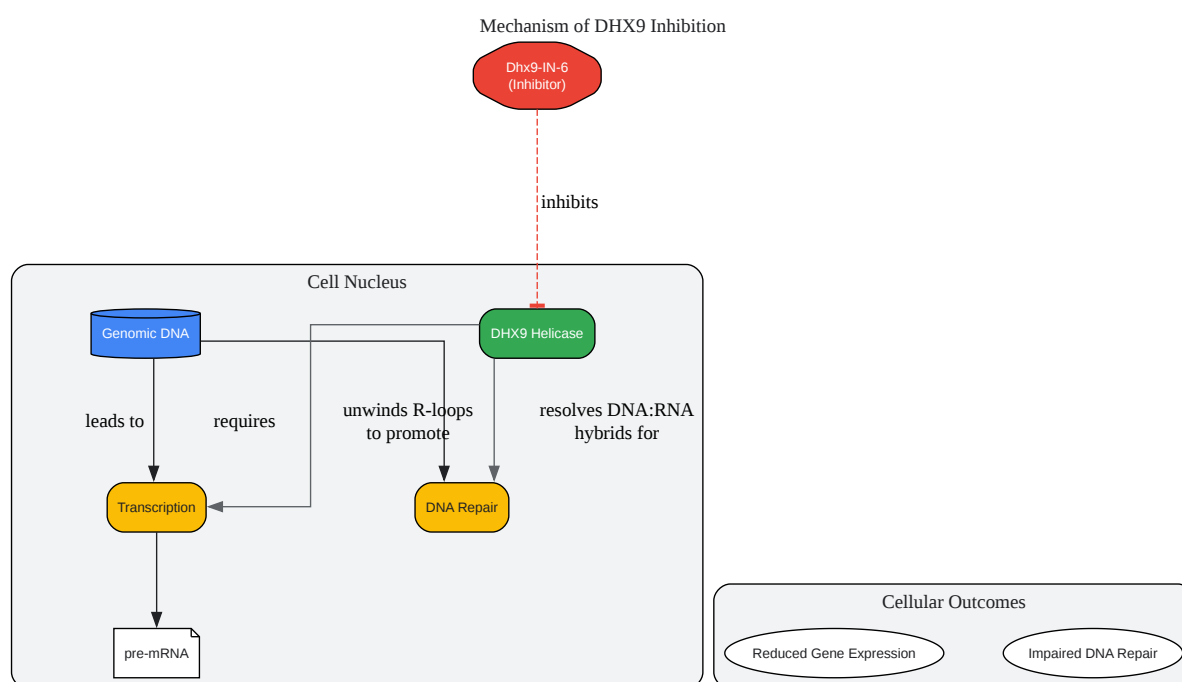 Mechanism of DHX9 Inhibition
Dhx9-IN-6
(Inhibitor)
inhibits
Cell Nucleus
Genomic DNA
DHX9 Helicase
leads to
requires
unwinds R-loops
to promote
resolves DNA:RNA
hybrids for
Transcription
DNA Repair
pre-mRNA
Cellular Outcomes
Reduced Gene Expression
Impaired DNA Repair